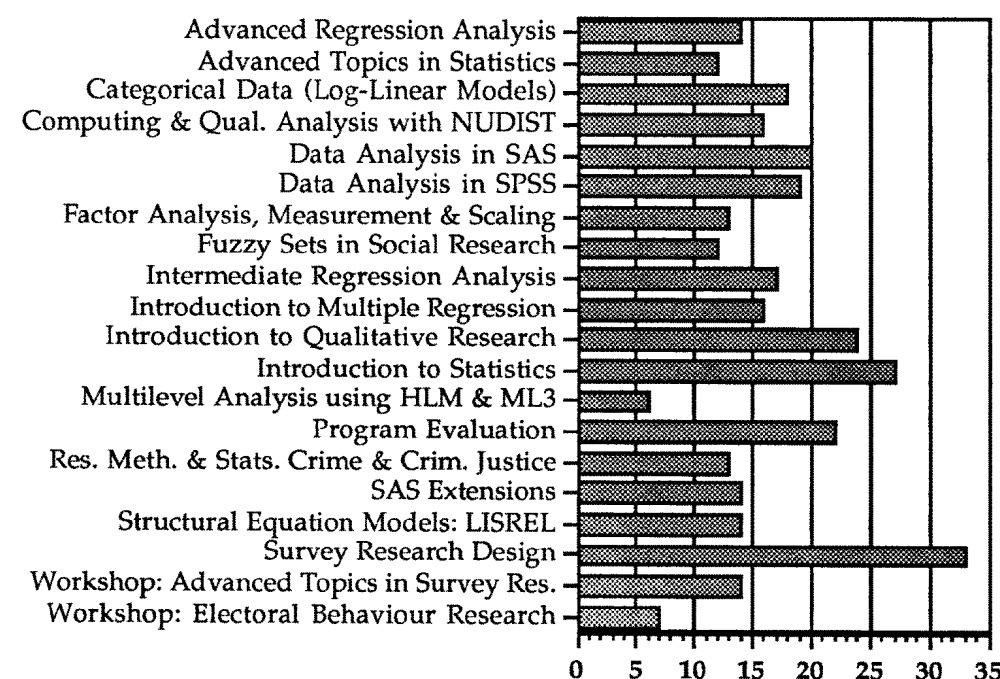 Advanced Regression Analysis
Advanced Topics in Statistics
Categorical Data (Log-Linear Models)
Computing & Qual. Analysis with NUDIST
Data Analysis in SAS
Data Analysis in SPSS
Factor Analysis, Measurement & Scaling
Fuzzy Sets in Social Research
Intermediate Regression Analysis
Introduction to Multiple Regression
Introduction to Qualitative Research
Introduction to Statistics
Multilevel Analysis using HLM & ML3
Program Evaluation
Res. Meth. & Stats. Crime & Crim. Justice
SAS Extensions
Structural Equation Models: LISREL
Survey Research Design
Workshop: Advanced Topics in Survey Res.
Workshop: Electoral Behaviour Research
0 5 10 15 20 25 30 35